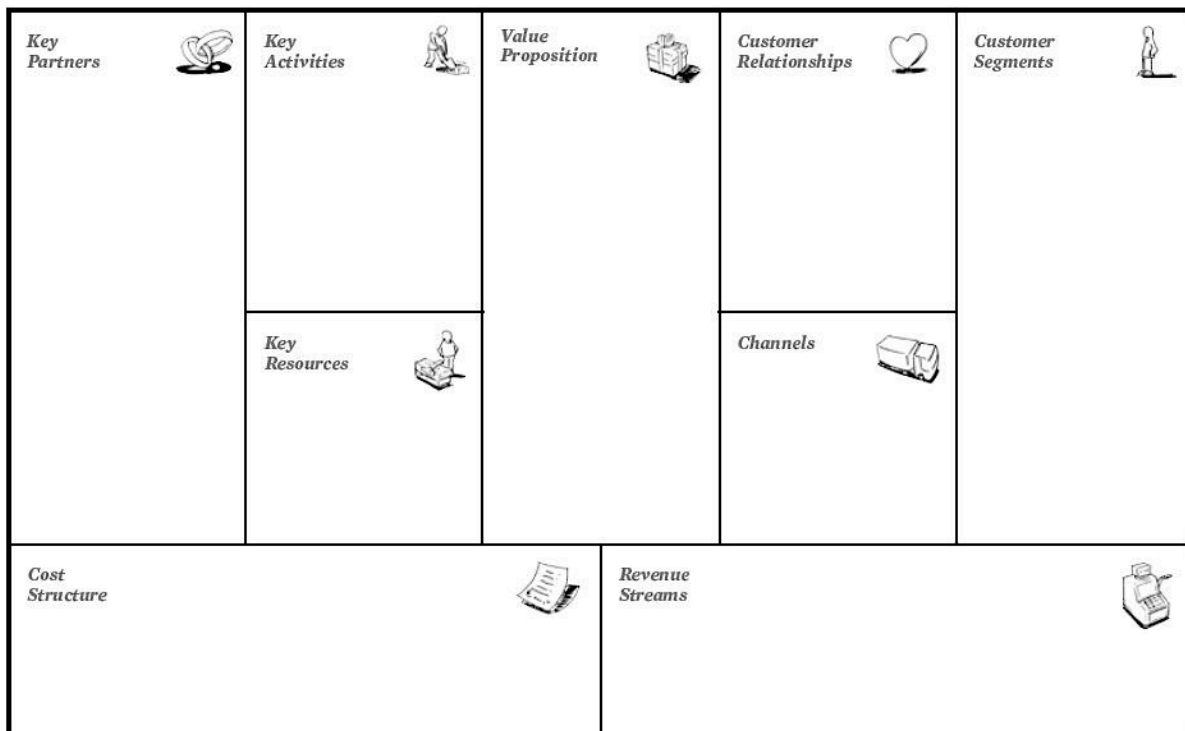 Key
Partners
Key
Activities
Value
Proposition
Customer
Relationships
Customer
Segments
Key
Resources
Channels
Cost
Structure
Revenue
Streams